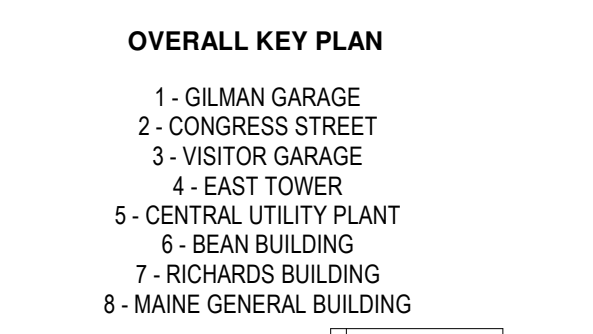 OVERALL KEY PLAN
1 - GILMAN GARAGE
2 - CONGRESS STREET
3 - VISITOR GARAGE
4 - EAST TOWER
5 - CENTRAL UTILITY PLANT
6 - BEAN BUILDING
7 - RICHARDS BUILDING
8 - MAINE GENERAL BUILDING